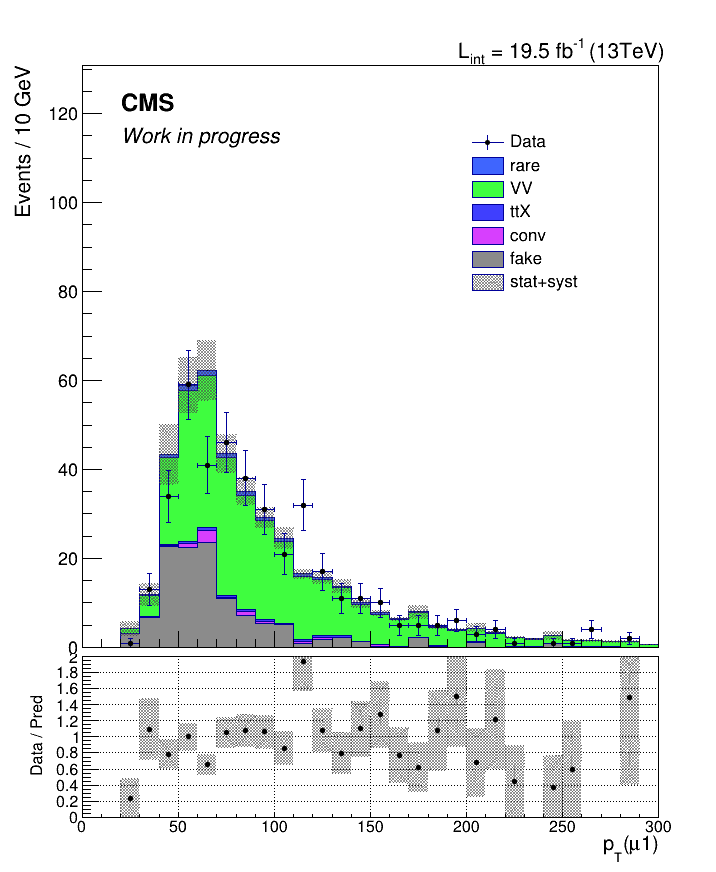 L_int = 19.5 fb^-1 (13TeV)
Events / 10 GeV
CMS
Work in progress
Data
rare
VV
ttX
conv
fake
stat+syst
120
100
80
60
40
20
0
Data / Pred
2
1.8
1.6
1.4
1.2
1
0.8
0.6
0.4
0.2
0
0 50 100 150 200 250 300
p_T(μ1)